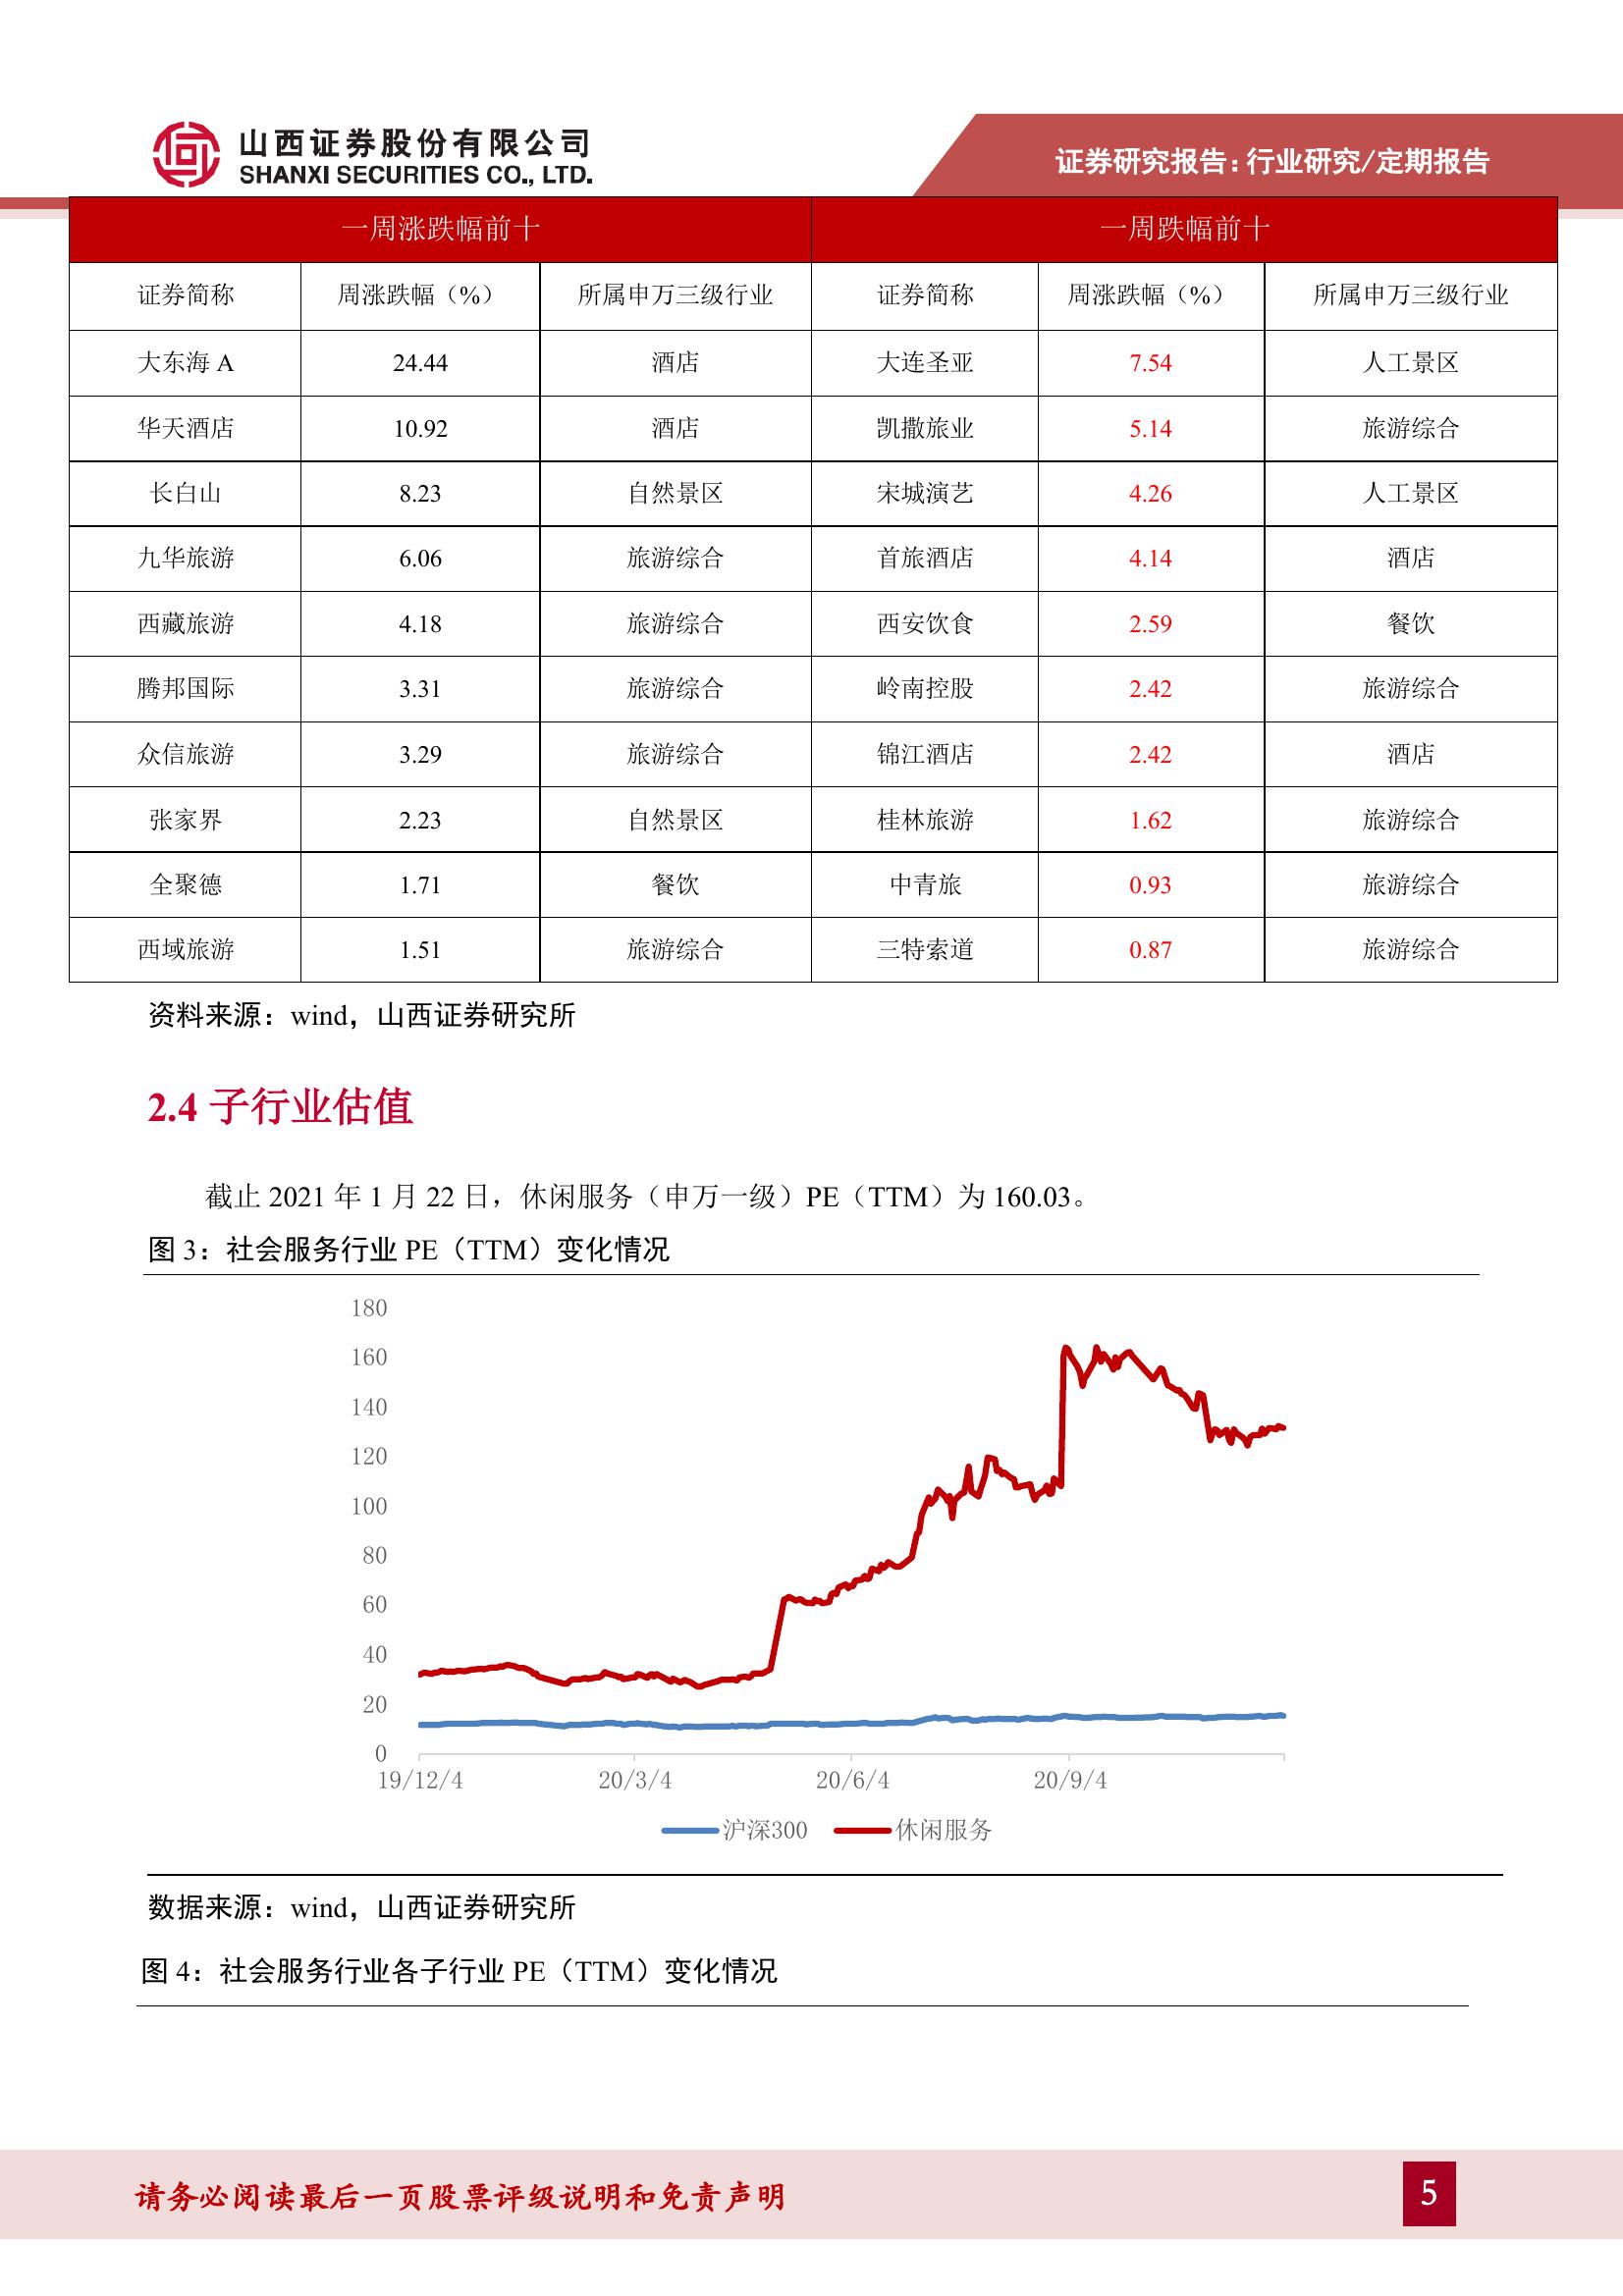 山西证券股份有限公司
SHANXI SECURITIES CO., LTD.
证券研究报告：行业研究/定期报告
一周涨跌幅前十 一周跌幅前十
证券简称 周涨跌幅（%） 所属申万三级行业 证券简称 周涨跌幅（%） 所属申万三级行业
大东海 A 24.44 酒店 大连圣亚 7.54 人工景区
华天酒店 10.92 酒店 凯撒旅业 5.14 旅游综合
长白山 8.23 自然景区 宋城演艺 4.26 人工景区
九华旅游 6.06 旅游综合 首旅酒店 4.14 酒店
西藏旅游 4.18 旅游综合 西安饮食 2.59 餐饮
腾邦国际 3.31 旅游综合 岭南控股 2.42 旅游综合
众信旅游 3.29 旅游综合 锦江酒店 2.42 酒店
张家界 2.23 自然景区 桂林旅游 1.62 旅游综合
全聚德 1.71 餐饮 中青旅 0.93 旅游综合
西域旅游 1.51 旅游综合 三特索道 0.87 旅游综合
资料来源：wind，山西证券研究所
2.4 子行业估值
截止 2021 年 1 月 22 日，休闲服务（申万一级）PE（TTM）为 160.03。
图 3：社会服务行业 PE（TTM）变化情况
180
160
140
120
100
80
60
40
20
0
19/12/4 20/3/4 20/6/4 20/9/4
沪深300 休闲服务
数据来源：wind，山西证券研究所
图 4：社会服务行业各子行业 PE（TTM）变化情况
请务必阅读最后一页股票评级说明和免责声明
5